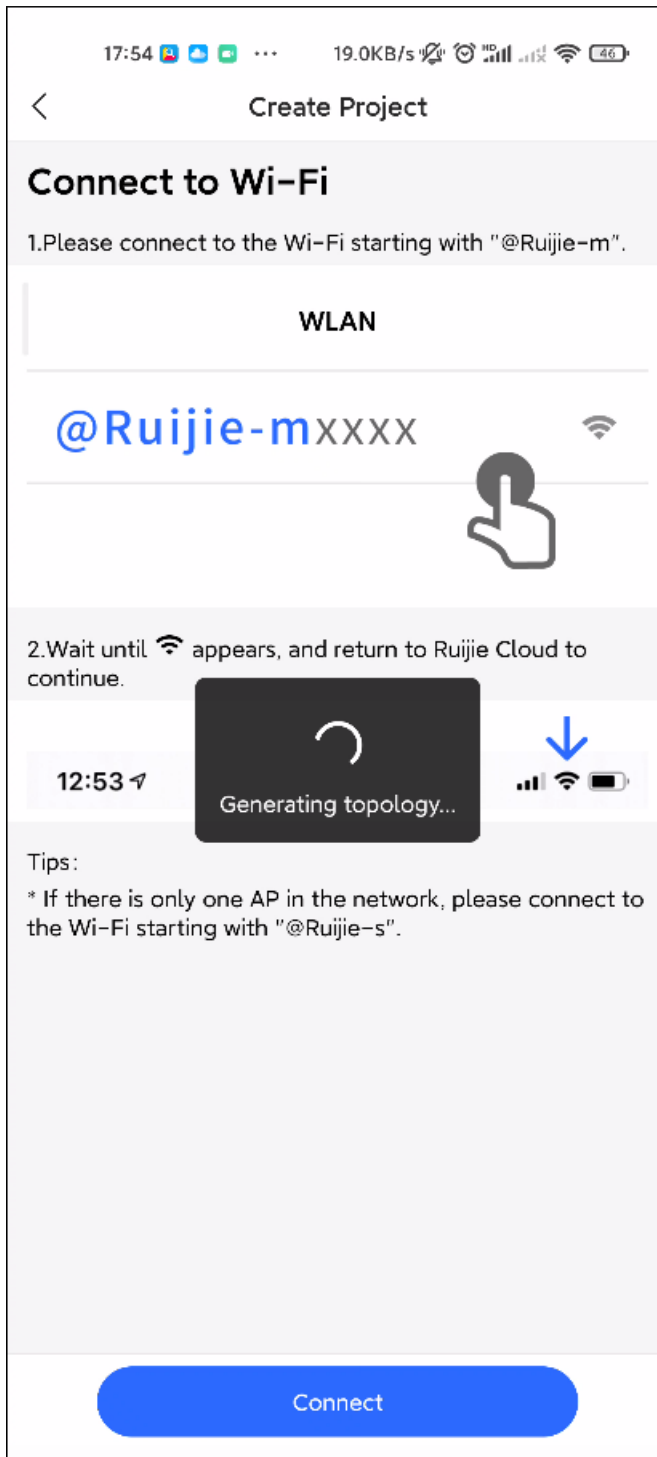 17:54 ... 19.0KB/s HD 46
Create Project
Connect to Wi-Fi
1.Please connect to the Wi-Fi starting with "@Ruijie-m".
WLAN
@Ruijie-mxxxx
2.Wait until appears, and return to Ruijie Cloud to
continue.
12:53
Generating topology...
Tips:
* If there is only one AP in the network, please connect to
the Wi-Fi starting with "@Ruijie-s".
Connect